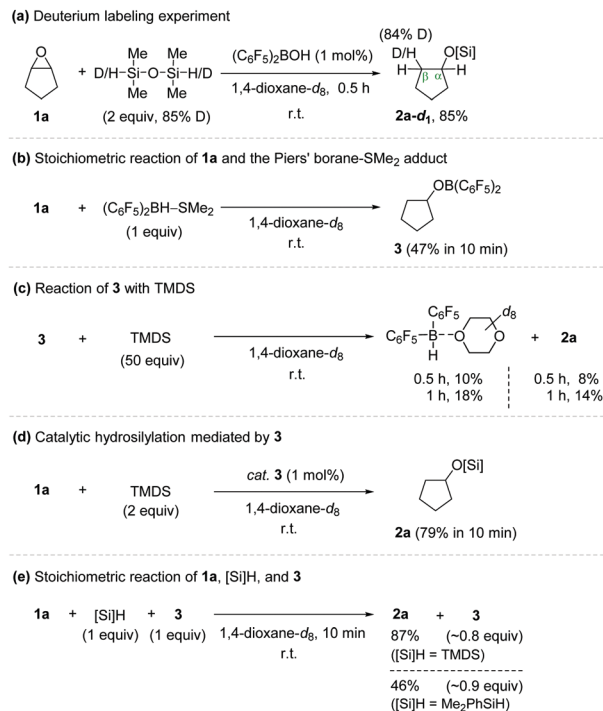 (a) Deuterium labeling experiment
(84% D)
O Me Me (C6F5)2BOH (1 mol%) D/H O[Si]
+ D/H–Si–O–Si–H/D H β α H
Me Me 1,4-dioxane-d8, 0.5 h
1a (2 equiv, 85% D) r.t. 2a-d1, 85%
(b) Stoichiometric reaction of 1a and the Piers' borane-SMe2 adduct
OB(C6F5)2
1a + (C6F5)2BH–SMe2
(1 equiv) 1,4-dioxane-d8
r.t. 3 (47% in 10 min)
(c) Reaction of 3 with TMDS
C6F5 d8
3 + TMDS C6F5–B--O O + 2a
(50 equiv) 1,4-dioxane-d8 H
r.t. 0.5 h, 10% 0.5 h, 8%
1 h, 18% 1 h, 14%
(d) Catalytic hydrosilylation mediated by 3
O[Si]
1a + TMDS cat. 3 (1 mol%)
(2 equiv) 1,4-dioxane-d8
r.t. 2a (79% in 10 min)
(e) Stoichiometric reaction of 1a, [Si]H, and 3
1a + [Si]H + 3 2a + 3
(1 equiv) (1 equiv) 1,4-dioxane-d8, 10 min 87% (~0.8 equiv)
r.t. ([Si]H = TMDS)
46% (~0.9 equiv)
([Si]H = Me2PhSiH)